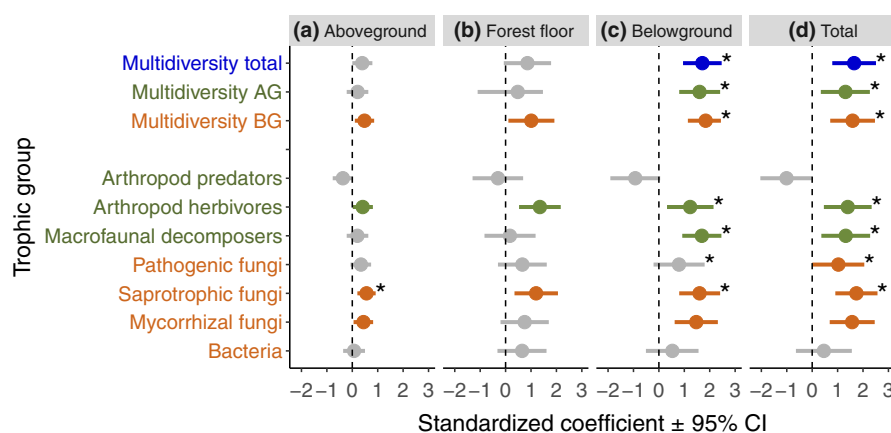 (a) Aboveground (b) Forest floor (c) Belowground (d) Total
Multidiversity total * *
Multidiversity AG * *
Multidiversity BG * *
Arthropod predators
Arthropod herbivores * *
Macrofaunal decomposers * *
Pathogenic fungi * *
Saprotrophic fungi * * *
Mycorrhizal fungi
Bacteria
Trophic group
−2 −1 0 1 2 3 −2 −1 0 1 2 3 −2 −1 0 1 2 3 −2 −1 0 1 2 3
Standardized coefficient ± 95% CI